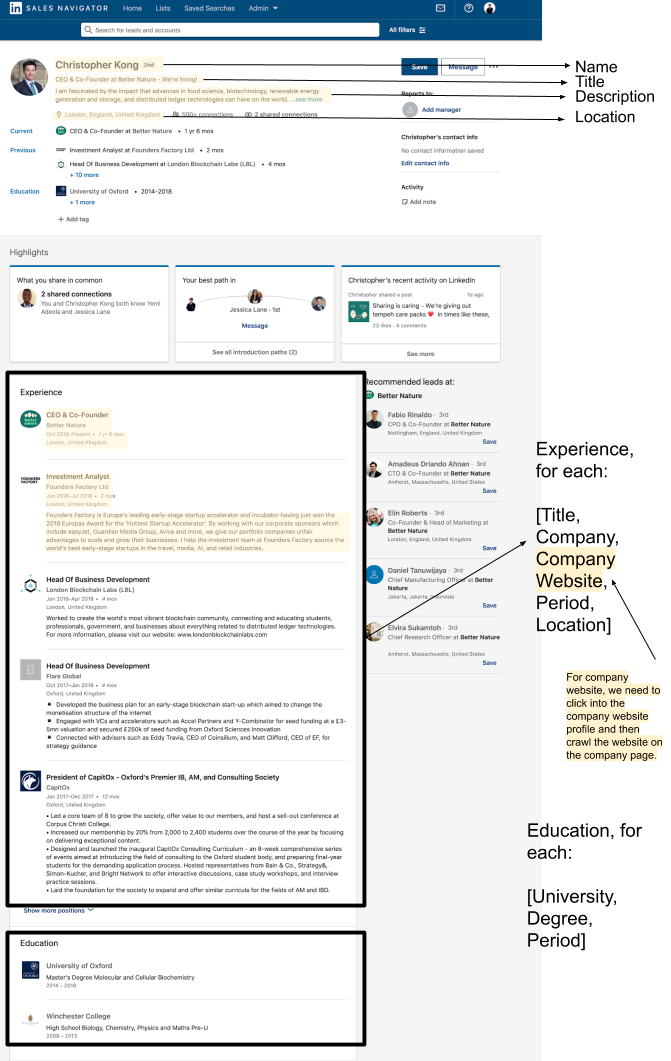 in SALES NAVIGATOR Home Lists Saved Searches Admin
Search for leads and accounts
All filters
Christopher Kong 2nd
CEO & Co-Founder at Better Nature - We're hiring!
I am fascinated by the impact that advances in food science, biotechnology, renewable energy
generation and storage, and distributed ledger technologies can have on the world. ...see more
London, England, United Kingdom 500+ connections 2 shared connections
Save
Message
Reports to:
Add manager
Christopher's contact info
No contact information saved
Edit contact info
Activity
Add note
Name
Title
Description
Location
Current
CEO & Co-Founder at Better Nature • 1 yr 6 mos
Previous
Investment Analyst at Founders Factory Ltd • 2 mos
Head Of Business Development at London Blockchain Labs (LBL) • 4 mos
+ 10 more
Education
University of Oxford • 2014–2018
+ 1 more
+ Add tag
Highlights
What you share in common
2 shared connections
You and Christopher Kong both know Yemi
Adeola and Jessica Lane
Your best path in
Jessica Lane · 1st
Message
See all introduction paths (2)
Christopher's recent activity on LinkedIn
Christopher shared a post 1d ago
Sharing is caring - We're giving out
tempeh care packs ❤️ In times like these,
23 likes · 4 comments
See more
Experience
better
nature
CEO & Co-Founder
Better Nature
Oct 2018–Present • 1 yr 6 mos
London, United Kingdom
FOUNDERS
FACTORY
Investment Analyst
Founders Factory Ltd
Jun 2018–Jul 2018 • 2 mos
London, United Kingdom
Founders Factory is Europe's leading early-stage startup accelerator and incubator having just won the
2018 Europas Award for the 'Hottest Startup Accelerator'. By working with our corporate sponsors which
include easyJet, Guardian Media Group, Aviva and more, we give our portfolio companies unfair
advantages to scale and grow their businesses. I help the investment team at Founders Factory source the
world's best early-stage startups in the travel, media, AI, and retail industries.
Head Of Business Development
London Blockchain Labs (LBL)
Jan 2018–Apr 2018 • 4 mos
London, United Kingdom
Worked to create the world's most vibrant blockchain community, connecting and educating students,
professionals, government, and businesses about everything related to distributed ledger technologies.
For more information, please visit our website: www.londonblockchainlabs.com
Head Of Business Development
Flare Global
Oct 2017–Jan 2018 • 4 mos
Oxford, United Kingdom
■ Developed the business plan for an early-stage blockchain start-up which aimed to change the
monetisation structure of the internet
■ Engaged with VCs and accelerators such as Accel Partners and Y-Combinator for seed funding at a £3-
5mn valuation and secured £250k of seed funding from Oxford Sciences Innovation
■ Connected with advisors such as Eddy Travia, CEO of Coinsilium, and Matt Clifford, CEO of EF, for
strategy guidance
President of CapitOx - Oxford's Premier IB, AM, and Consulting Society
CapitOx
Jan 2017–Dec 2017 • 12 mos
Oxford, United Kingdom
• Led a core team of 8 to grow the society, offer value to our members, and host a sell-out conference at
Corpus Christi College.
• Increased our membership by 20% from 2,000 to 2,400 students over the course of the year by focusing
on delivering exceptional content.
• Designed and launched the inaugural CapitOx Consulting Curriculum - an 8-week comprehensive series
of events aimed at introducing the field of consulting to the Oxford student body, and preparing final-year
students for the demanding application process. Hosted representatives from Bain & Co., Strategy&,
Simon-Kucher, and Bright Network to offer interactive discussions, case study workshops, and interview
practice sessions.
• Laid the foundation for the society to expand and offer similar curricula for the fields of AM and IBD.
Show more positions
Recommended leads at:
Better Nature
Fabio Rinaldo · 3rd
CPO & Co-Founder at Better Nature
Nottingham, England, United Kingdom
Save
Amadeus Driando Ahnan · 3rd
CTO & Co-Founder at Better Nature
Amherst, Massachusetts, United States
Save
Elin Roberts · 3rd
Co-Founder & Head of Marketing at
Better Nature
London, England, United Kingdom
Save
Daniel Tanuwijaya · 3rd
Chief Manufacturing Officer at Better
Nature
Jakarta, Jakarta, Indonesia
Save
Elvira Sukamtoh · 3rd
Chief Research Officer at Better Nature
Amherst, Massachusetts, United States
Save
Experience,
for each:
[Title,
Company,
Company
Website,
Period,
Location]
For company
website, we need to
click into the
company website
profile and then
crawl the website on
the company page.
Education, for
each:
[University,
Degree,
Period]
Education
University of Oxford
Master's Degree Molecular and Cellular Biochemistry
2014 – 2018
Winchester College
High School Biology, Chemistry, Physics and Maths Pre-U
2009 – 2013